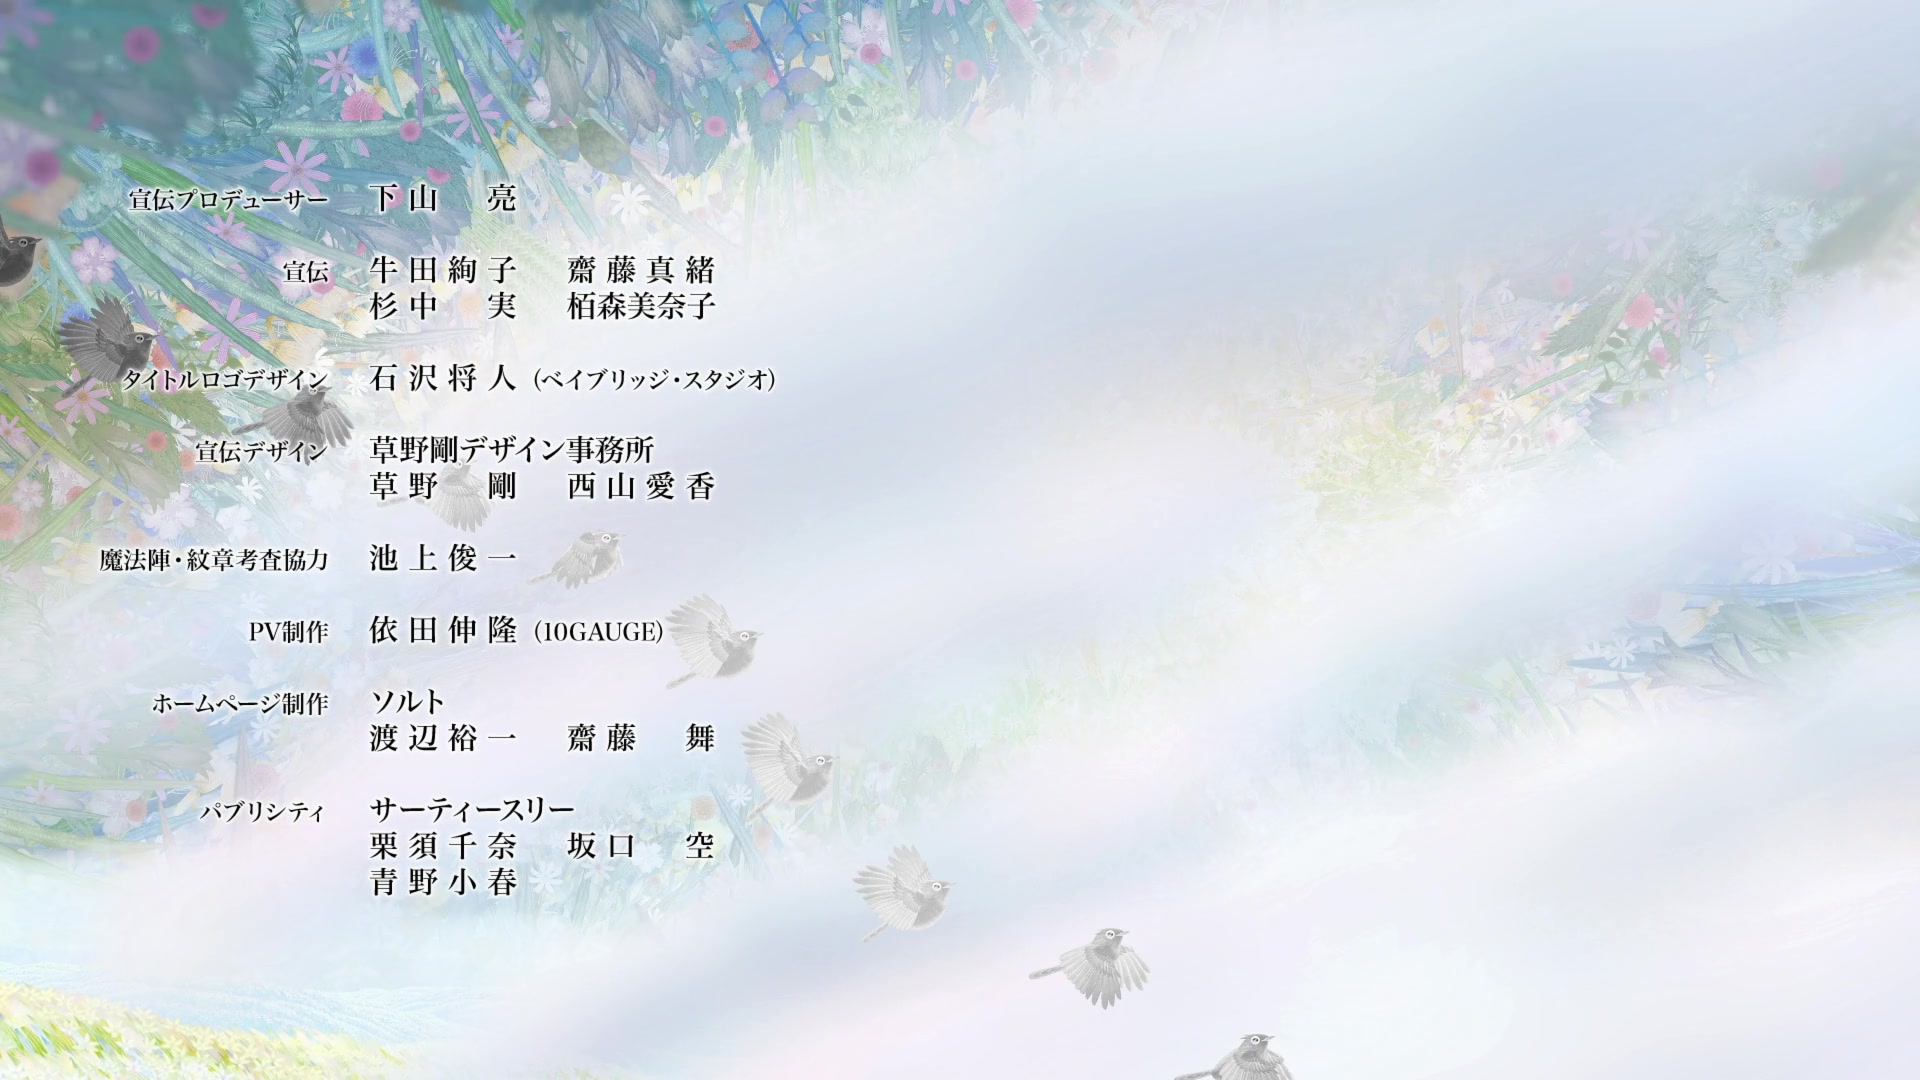 宣伝プロデューサー 下山 亮
宣伝 牛田絢子 齋藤真緒
杉中 実 栢森美奈子
タイトルロゴデザイン 石沢将人 (ベイブリッジ・スタジオ)
宣伝デザイン 草野剛デザイン事務所
草野 剛 西山愛香
魔法陣・紋章考査協力 池上俊一
PV制作 依田伸隆 (10GAUGE)
ホームページ制作 ソルト
渡辺裕一 齋藤 舞
パブリシティ サーティースリー
栗須千奈 坂口 空
青野小春